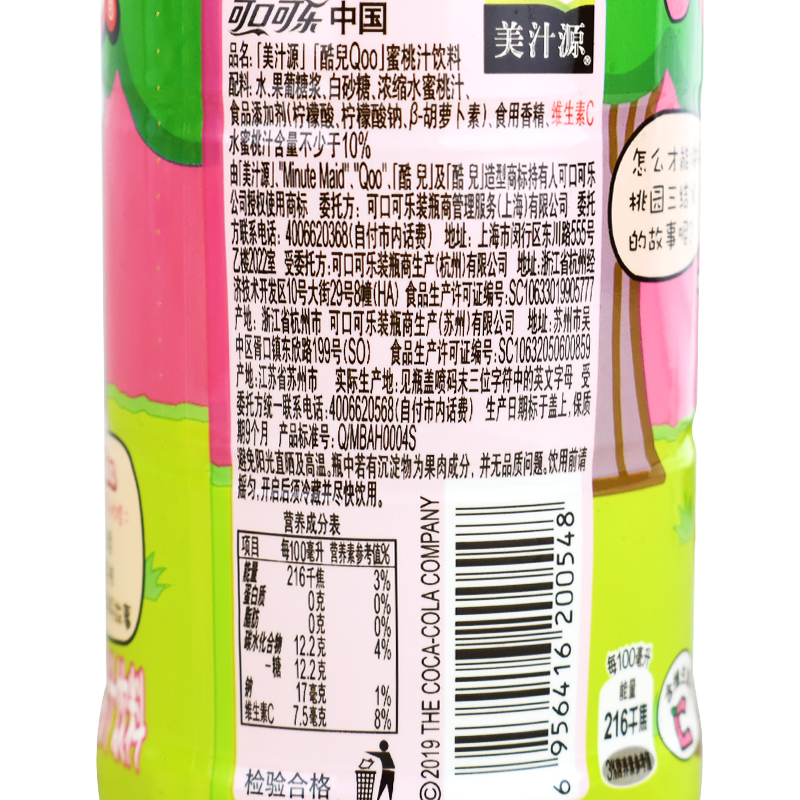 可口可乐 中国
美汁源
品名:「美汁源」「酷兒Qoo」蜜桃汁饮料
配料: 水、果葡糖浆、白砂糖、浓缩水蜜桃汁、
食品添加剂(柠檬酸、柠檬酸钠、β-胡萝卜素)、食用香精、维生素C
水蜜桃汁含量不少于10%
由「美汁源」、"Minute Maid"、"Qoo"、「酷 兒」及「酷 兒」造型商标持有人可口可乐
公司授权使用商标 委托方: 可口可乐装瓶商管理服务(上海)有限公司 委托
方联系电话: 4006620368(自付市内话费) 地址: 上海市闵行区东川路555号
乙楼2022室 受委托方:可口可乐装瓶商生产(杭州)有限公司 地址:浙江省杭州经
济技术开发区10号大街29号8幢(HA) 食品生产许可证编号:SC10633019905777
产地: 浙江省杭州市 可口可乐装瓶商生产(苏州)有限公司 地址:苏州市吴
中区胥口镇东欣路199号(SO) 食品生产许可证编号:SC10632050600855
产地:江苏省苏州市 实际生产地:见瓶盖喷码末三位字符中的英文字母 受
委托方统一联系电话:4006620568(自付市内话费) 生产日期标于盖上,保质
期9个月 产品标准号: Q/MBAH0004S
避免阳光直晒及高温。瓶中若有沉淀物为果肉成分, 并无品质问题。饮用前请
摇匀,开启后须冷藏并尽快饮用。
营养成分表
项目 每100毫升 营养素参考值%
能量 216千焦 3%
蛋白质 0克 0%
脂肪 0克 0%
碳水化合物 12.2克 4%
-糖 12.2克
钠 17毫克 1%
维生素C 7.5毫克 8%
检验合格
©2019 THE COCA-COLA COMPANY
6 956416 200548
怎么才能
桃园三结
的故事呢?
每100毫升
能量
216千焦
3%营养素参考值